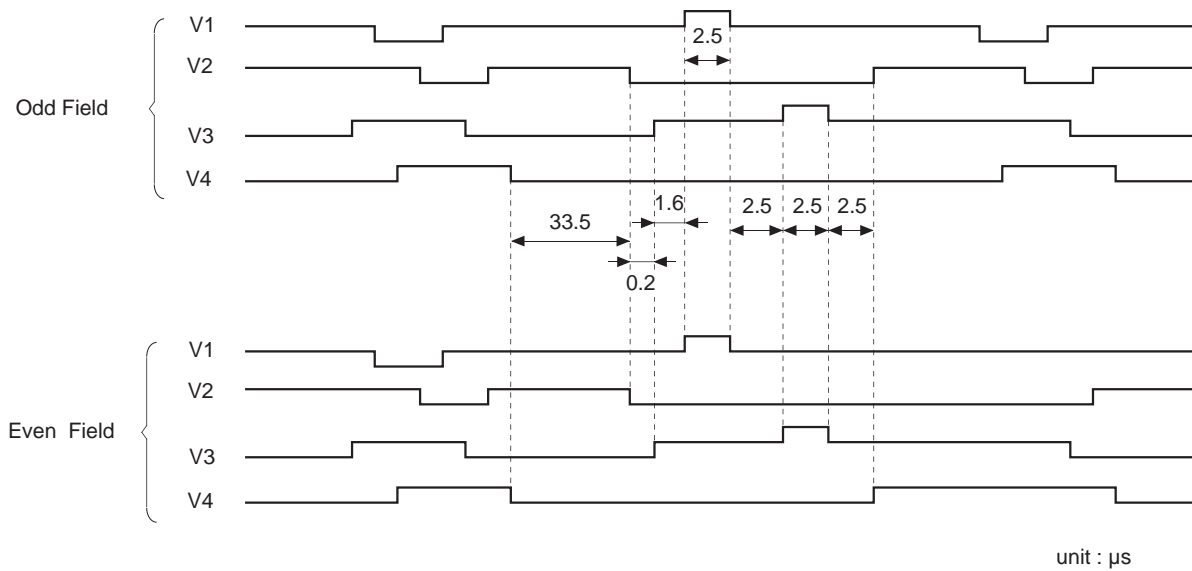 V1
2.5
V2
Odd Field
V3
V4
1.6
2.5 2.5 2.5
33.5
0.2
V1
V2
Even Field
V3
V4
unit : μs